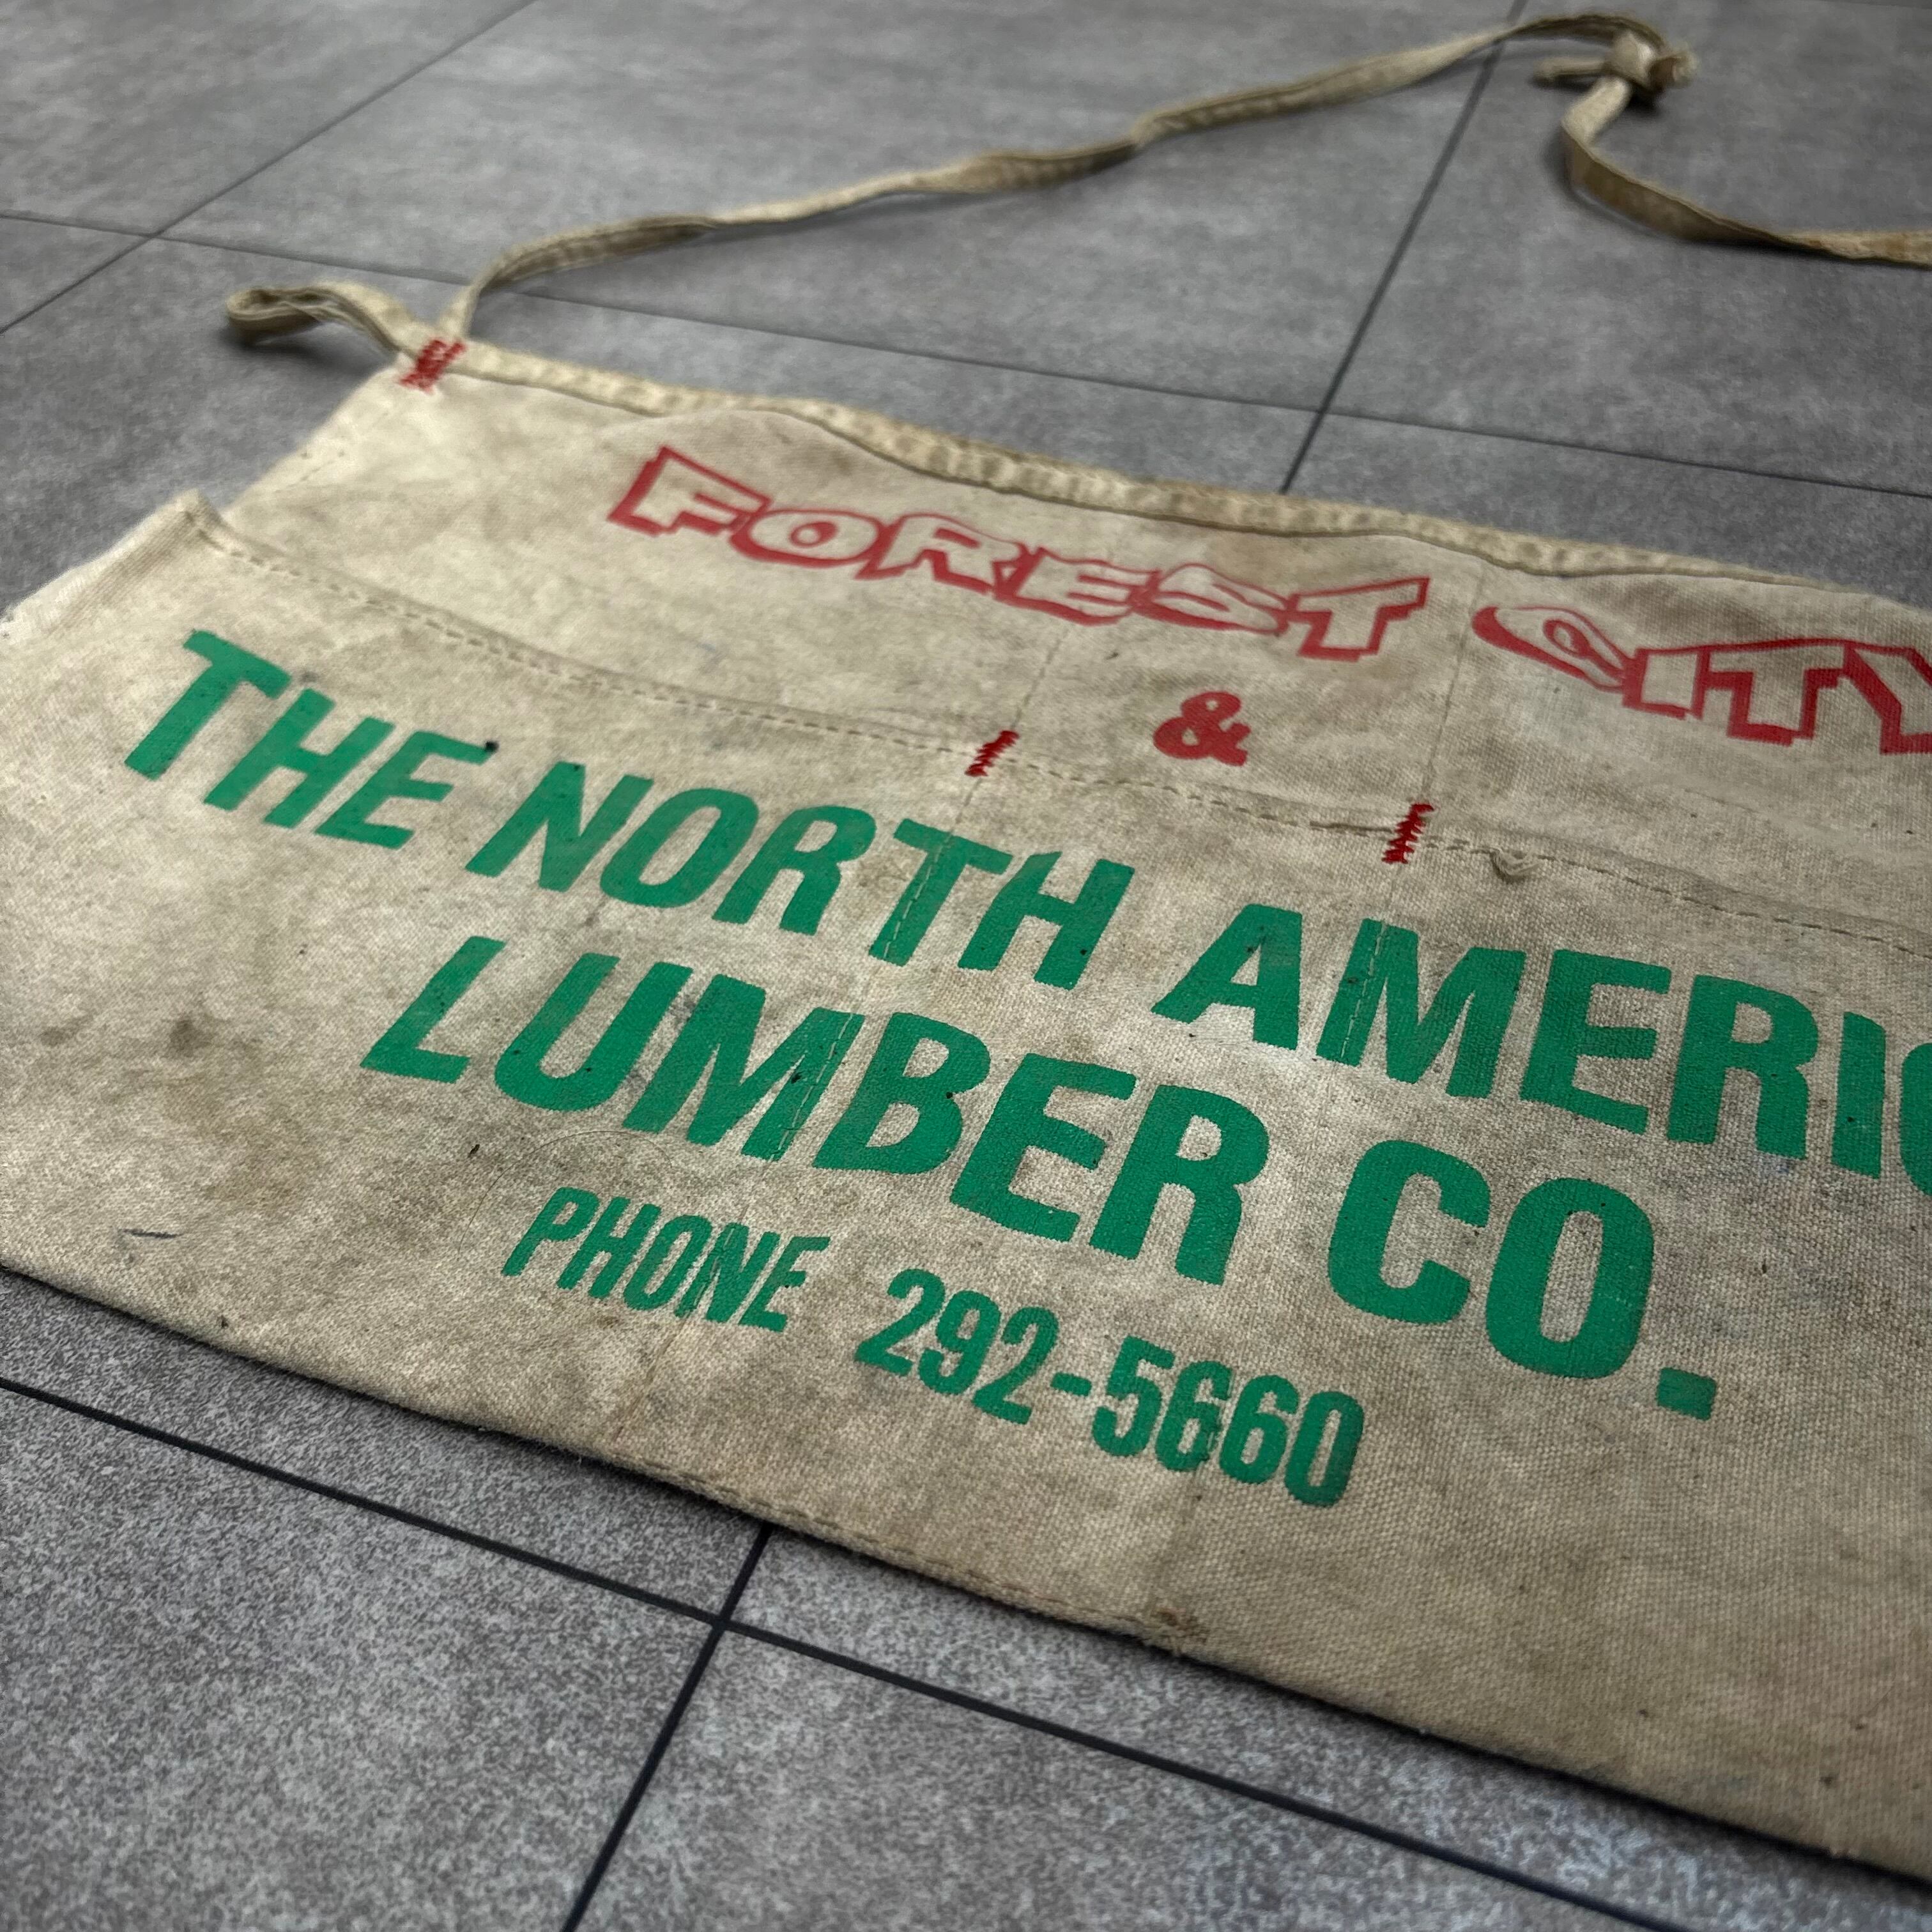 FOREST CITY
&
THE NORTH AMERIC
LUMBER CO.
PHONE 292-5660